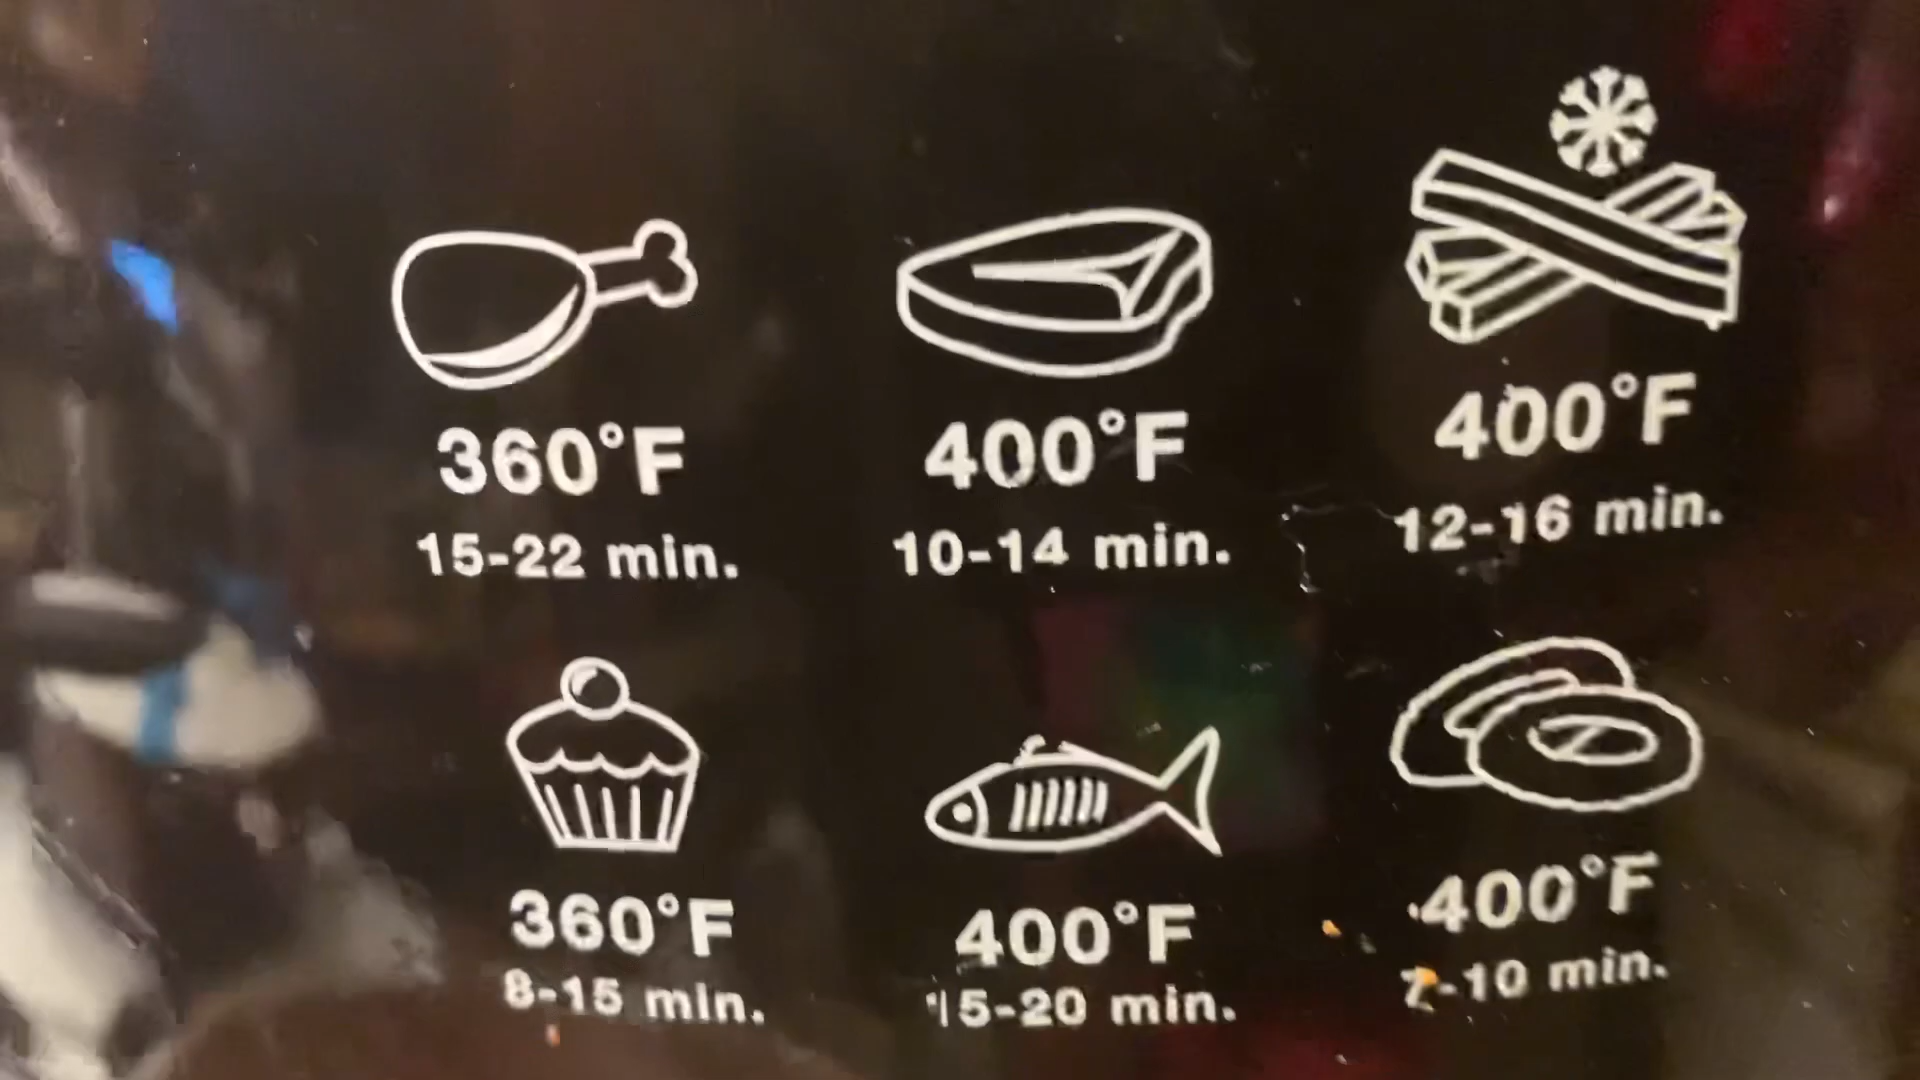 360°F
15-22 min.
400°F
10-14 min.
400°F
12-16 min.
360°F
8-15 min.
400°F
15-20 min.
400°F
7-10 min.